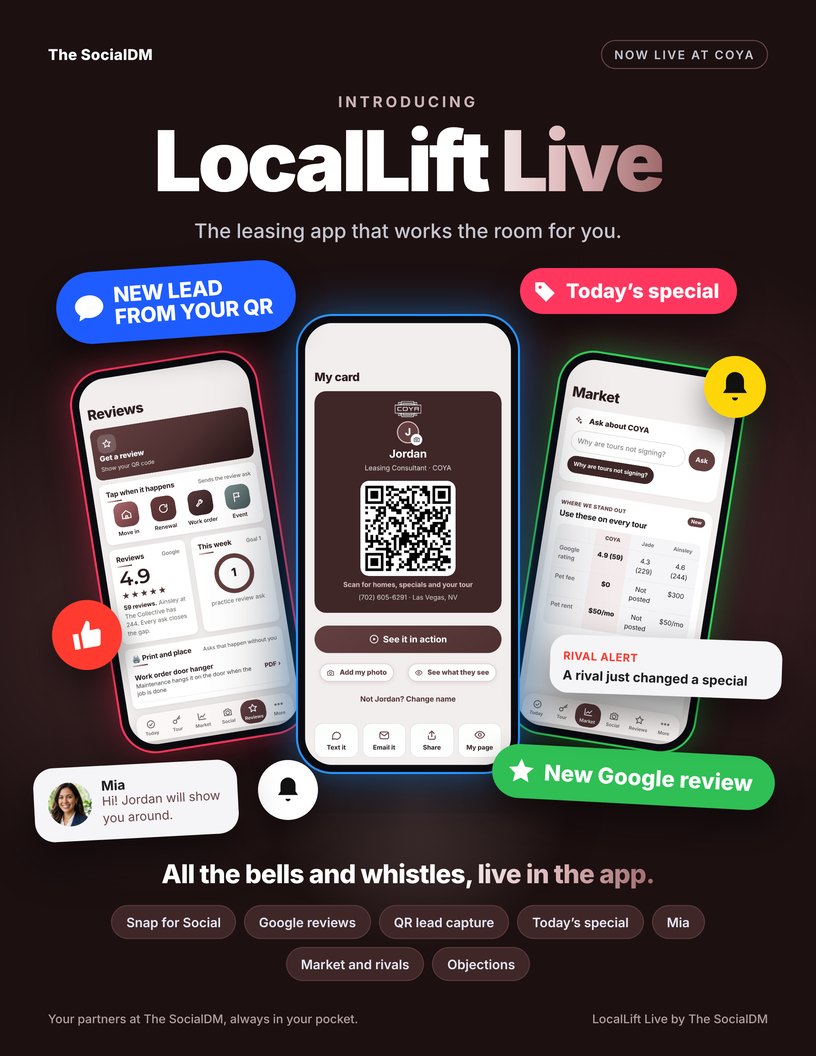 The SocialDM
NOW LIVE AT COYA
INTRODUCING
LocalLift Live
The leasing app that works the room for you.
NEW LEAD
FROM YOUR QR
Today’s special
Reviews
Get a review
Show your QR code
Tap when it happens
Sends the review ask
Move in
Renewal
Work order
Event
Reviews
Google
4.9
★★★★★
59 reviews. Ainsley at
The Collective has
244. Every ask closes
the gap.
This week
Goal 1
1
practice review ask
Print and place
Asks that happen without you
Work order door hanger
Maintenance hangs it on the door when the
job is done
PDF ›
Today
Tour
Market
Social
Reviews
More
My card
COYA
J
Jordan
Leasing Consultant · COYA
Scan for homes, specials and your tour
(702) 605-6291 · Las Vegas, NV
See it in action
Add my photo
See what they see
Not Jordan? Change name
Text it
Email it
Share
My page
Market
Ask about COYA
Why are tours not signing?
Ask
Why are tours not signing?
WHERE WE STAND OUT
Use these on every tour
New
COYA
Jade
Ainsley
Google
rating
4.9 (59)
4.3
(229)
4.6
(244)
Pet fee
$0
Not
posted
$300
Pet rent
$50/mo
Not
posted
$50/mo
RIVAL ALERT
A rival just changed a special
Today
Tour
Market
Social
Reviews
More
New Google review
Mia
Hi! Jordan will show
you around.
All the bells and whistles, live in the app.
Snap for Social
Google reviews
QR lead capture
Today’s special
Mia
Market and rivals
Objections
Your partners at The SocialDM, always in your pocket.
LocalLift Live by The SocialDM